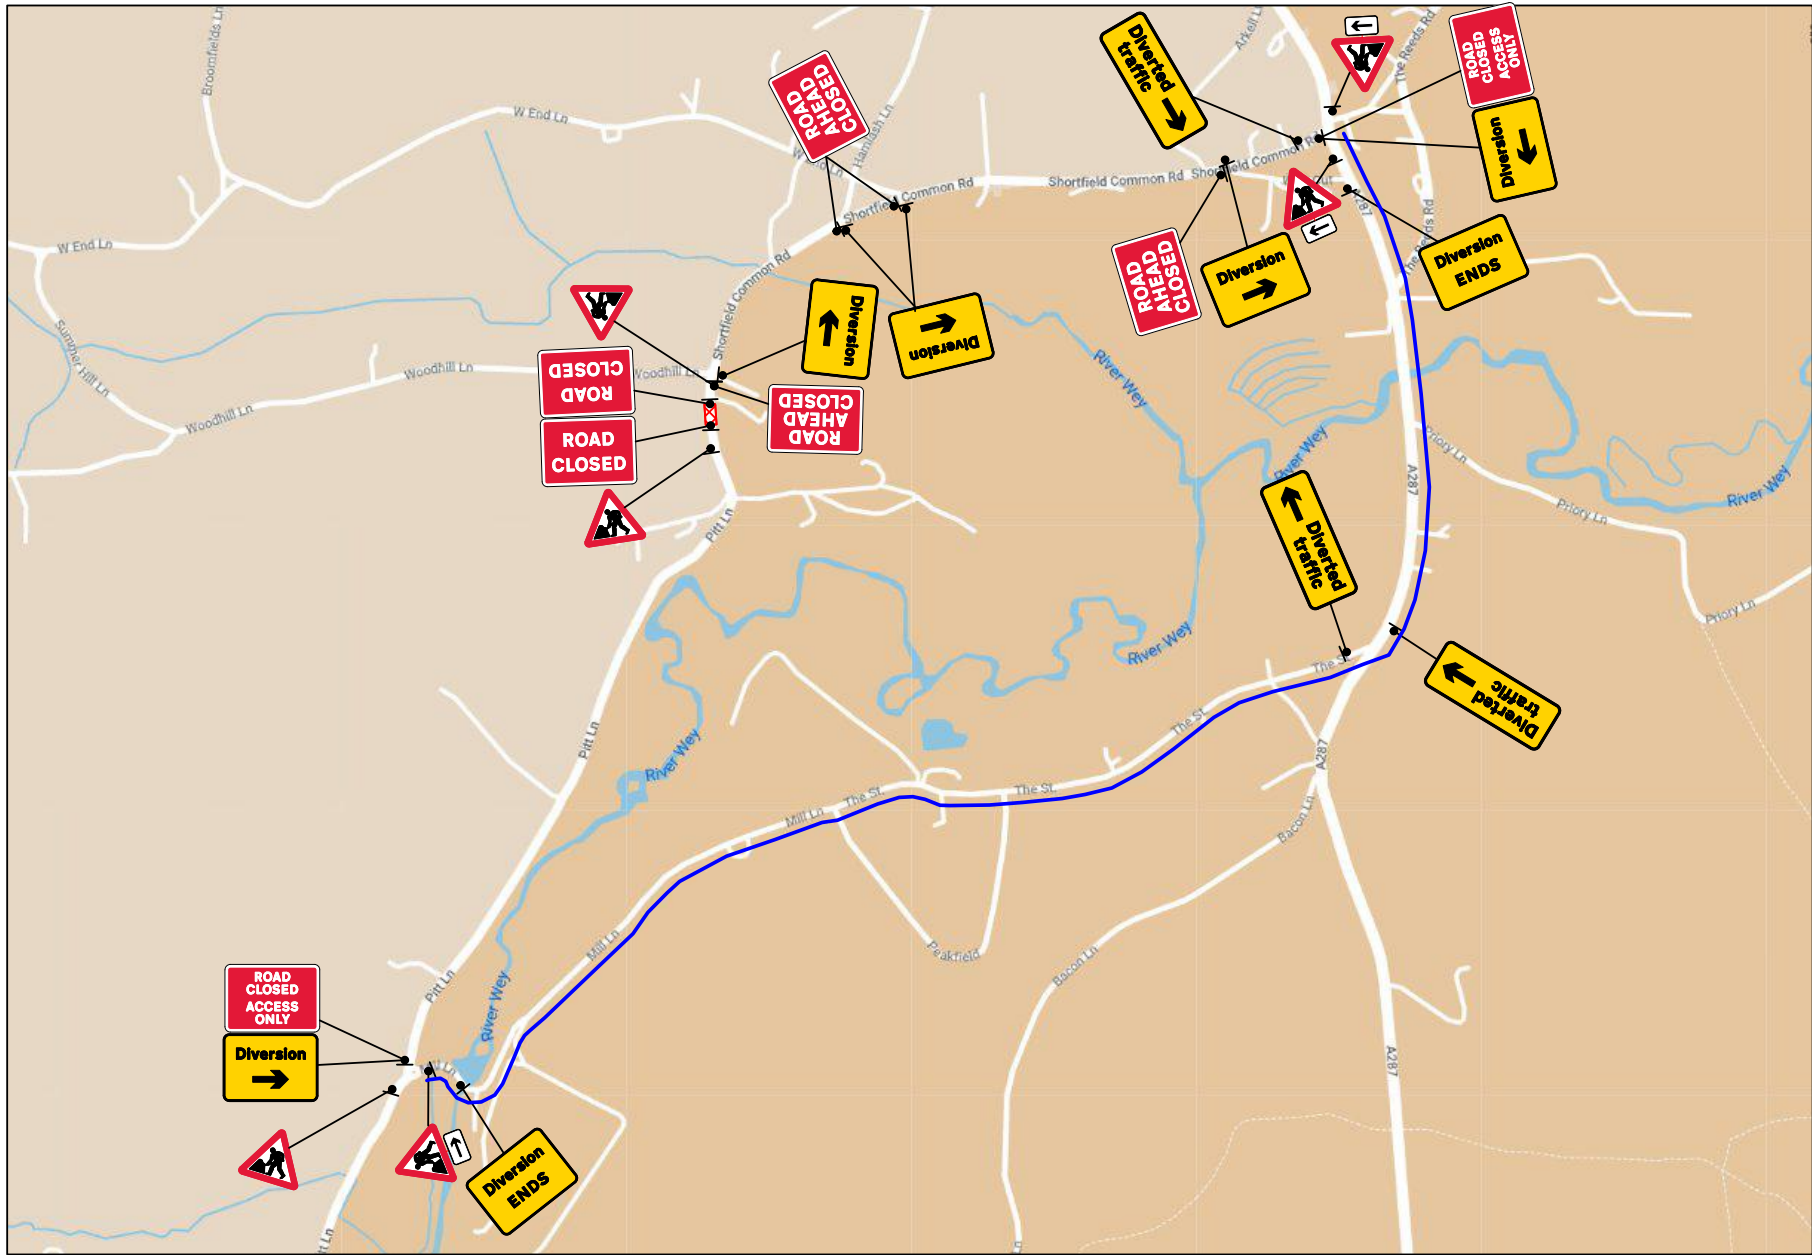 Broomfields Ln
W End Ln
W End Ln
Summer Hill Ln
Woodhill Ln
Woodhill Ln
Woodhill Ln
Hamlash Ln
Shortfield Common Rd
Shortfield Common Rd
Shortfield Common Rd
Arkell Ln
The Reeds Rd
The Reeds Rd
A287
ROAD
AHEAD
CLOSED
Diverted
traffic
ROAD
CLOSED
ACCESS
ONLY
Diversion
Diversion
ENDS
ROAD
AHEAD
CLOSED
Diversion
Diversion
Diversion
ROAD
CLOSED
ROAD
AHEAD
CLOSED
ROAD
CLOSED
River Wey
River Wey
River Wey
Priory Ln
Priory Ln
Priory Ln
A287
Diverted
traffic
Diverted
traffic
River Wey
Pitt Ln
Pitt Ln
River Wey
The St
The St
The St
The St
Mill Ln
Mill Ln
A287
Bacon Ln
Bacon Ln
Peakfield
Pitt Ln
River Wey
ROAD
CLOSED
ACCESS
ONLY
Diversion
Diversion
ENDS
A287